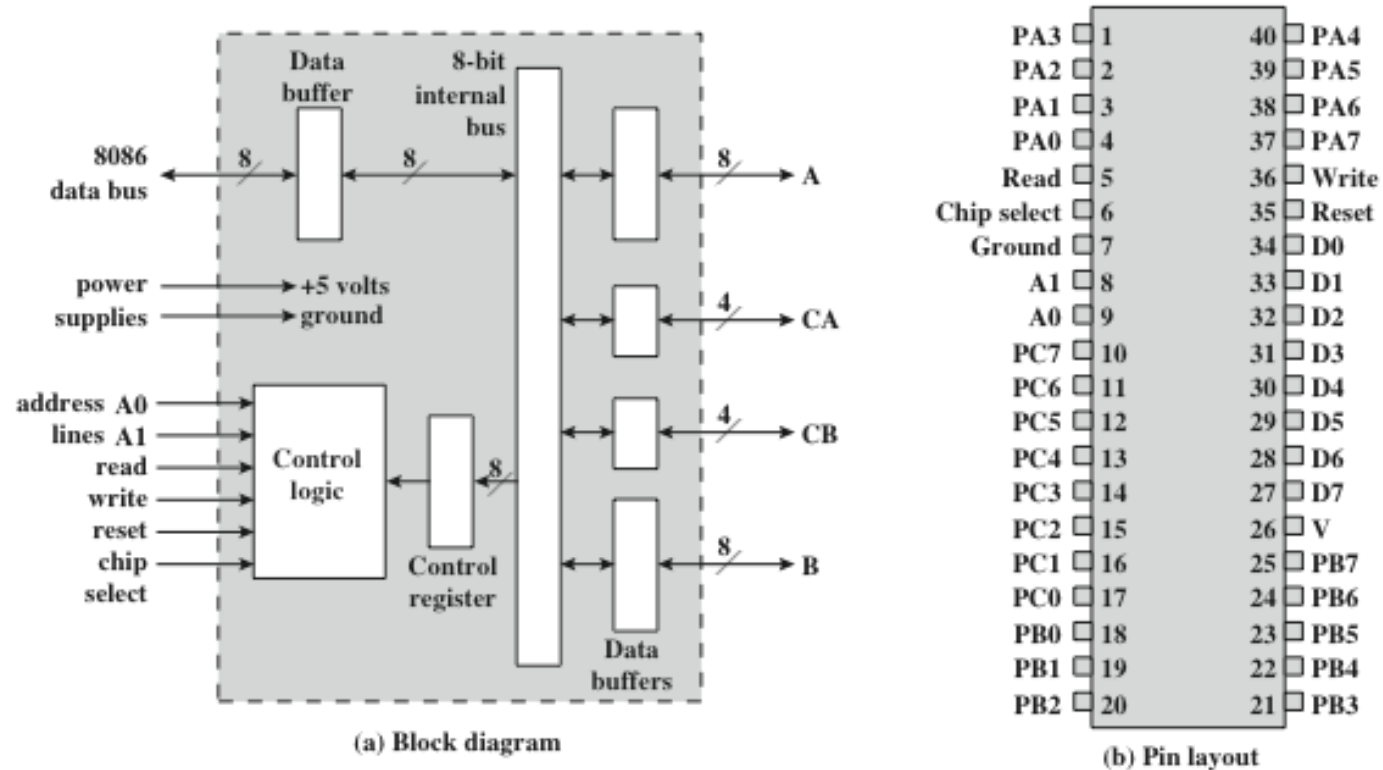 Data
buffer
8-bit
internal
bus
8086
data bus
8
8
8
A
power
supplies
+5 volts
ground
4
CA
address A0
lines A1
read
write
reset
chip
select
Control
logic
8
Control
register
4
CB
8
B
Data
buffers
(a) Block diagram
PA3 1 40 PA4
PA2 2 39 PA5
PA1 3 38 PA6
PA0 4 37 PA7
Read 5 36 Write
Chip select 6 35 Reset
Ground 7 34 D0
A1 8 33 D1
A0 9 32 D2
PC7 10 31 D3
PC6 11 30 D4
PC5 12 29 D5
PC4 13 28 D6
PC3 14 27 D7
PC2 15 26 V
PC1 16 25 PB7
PC0 17 24 PB6
PB0 18 23 PB5
PB1 19 22 PB4
PB2 20 21 PB3
(b) Pin layout